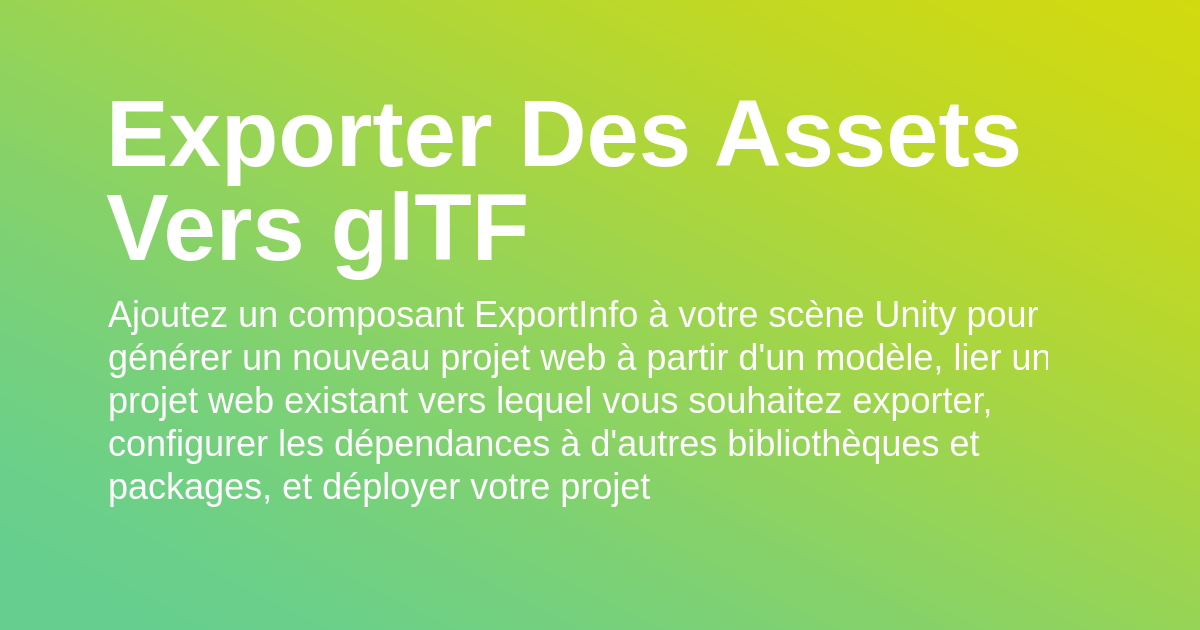 Exporter Des Assets
Vers glTF
Ajoutez un composant ExportInfo à votre scène Unity pour
générer un nouveau projet web à partir d'un modèle, lier un
projet web existant vers lequel vous souhaitez exporter,
configurer les dépendances à d'autres bibliothèques et
packages, et déployer votre projet